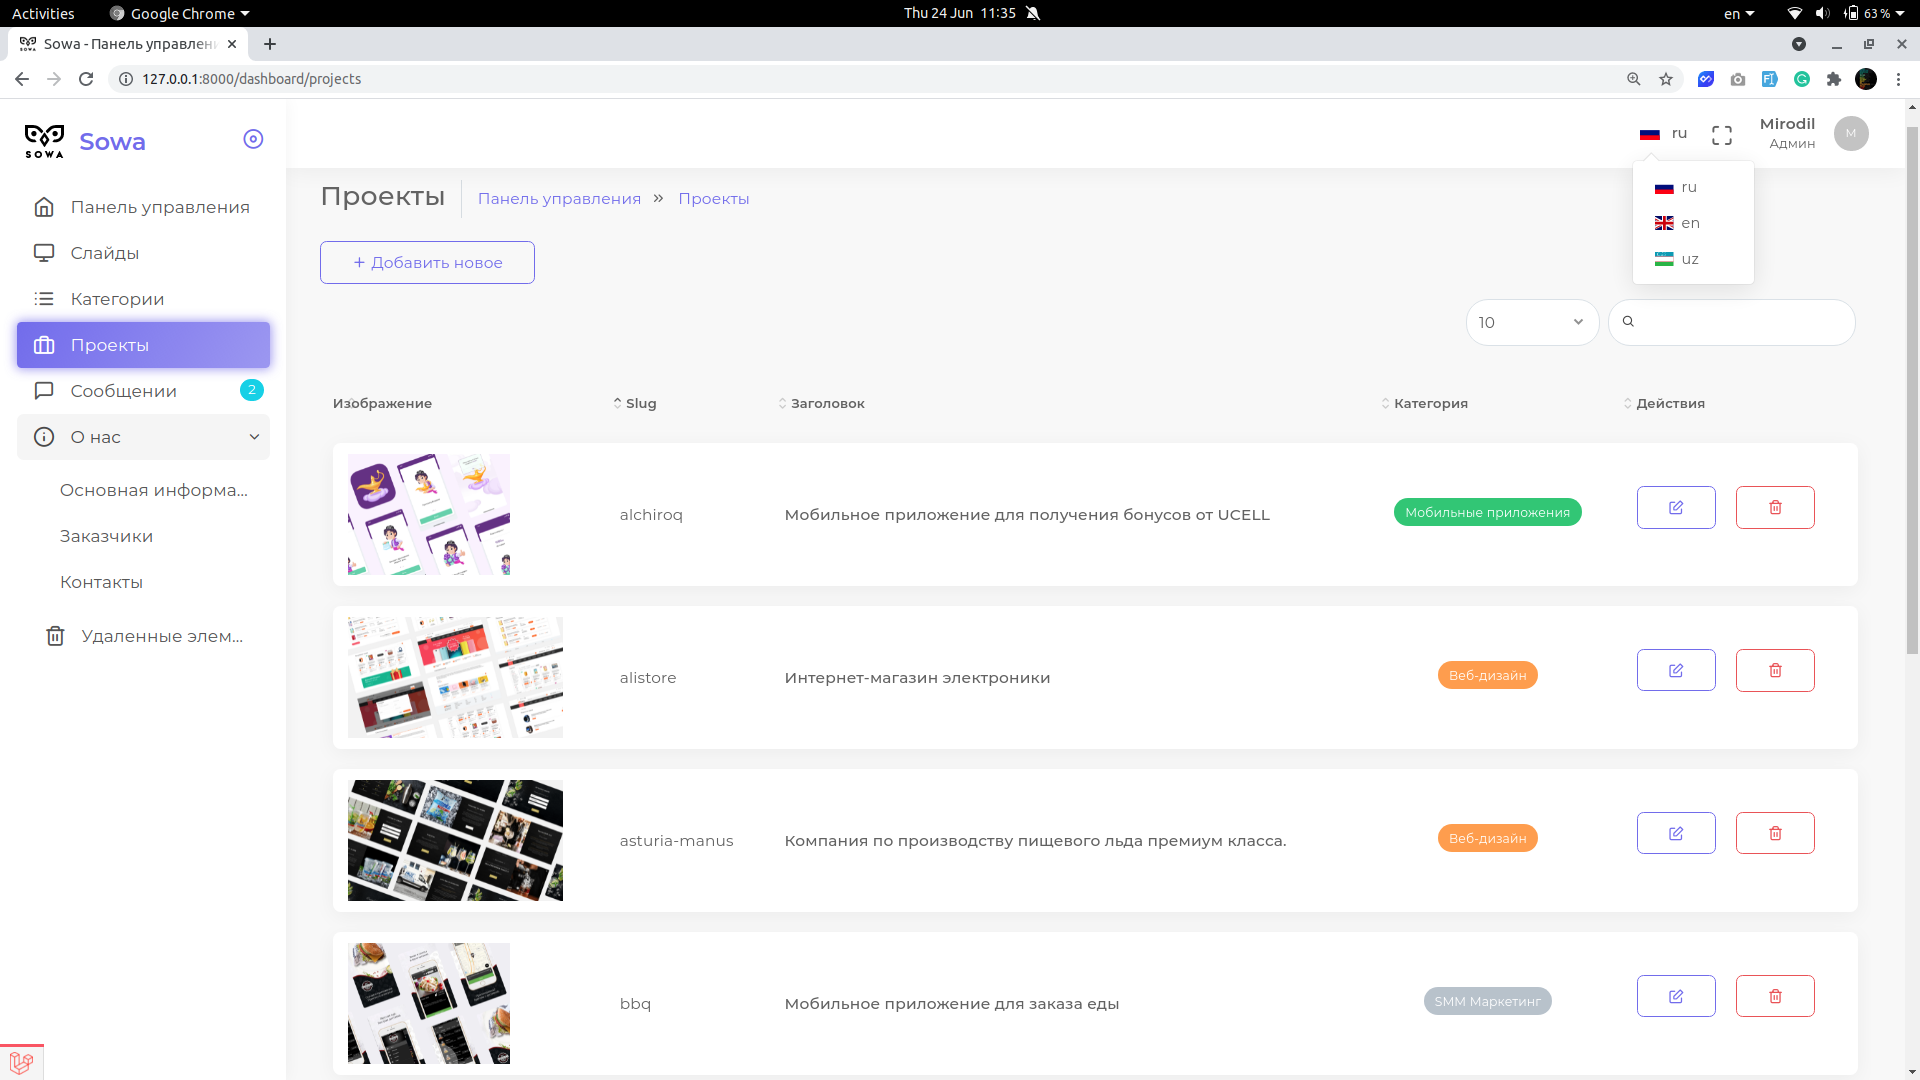 Activities Google Chrome Thu 24 Jun 11:35 en 63 %
Sowa - Панель управлени
127.0.0.1:8000/dashboard/projects
SOWA Sowa
Панель управления
Слайды
Категории
Проекты
Сообщении 2
О нас
Основная информа...
Заказчики
Контакты
Удаленные элем...
ru
Mirodil
Админ
M
ru
en
uz
Проекты Панель управления » Проекты
+ Добавить новое
10
Изображение Slug Заголовок Категория Действия
alchiroq Мобильное приложение для получения бонусов от UCELL Мобильные приложения
alistore Интернет-магазин электроники Веб-дизайн
asturia-manus Компания по производству пищевого льда премиум класса. Веб-дизайн
bbq Мобильное приложение для заказа еды SMM Маркетинг